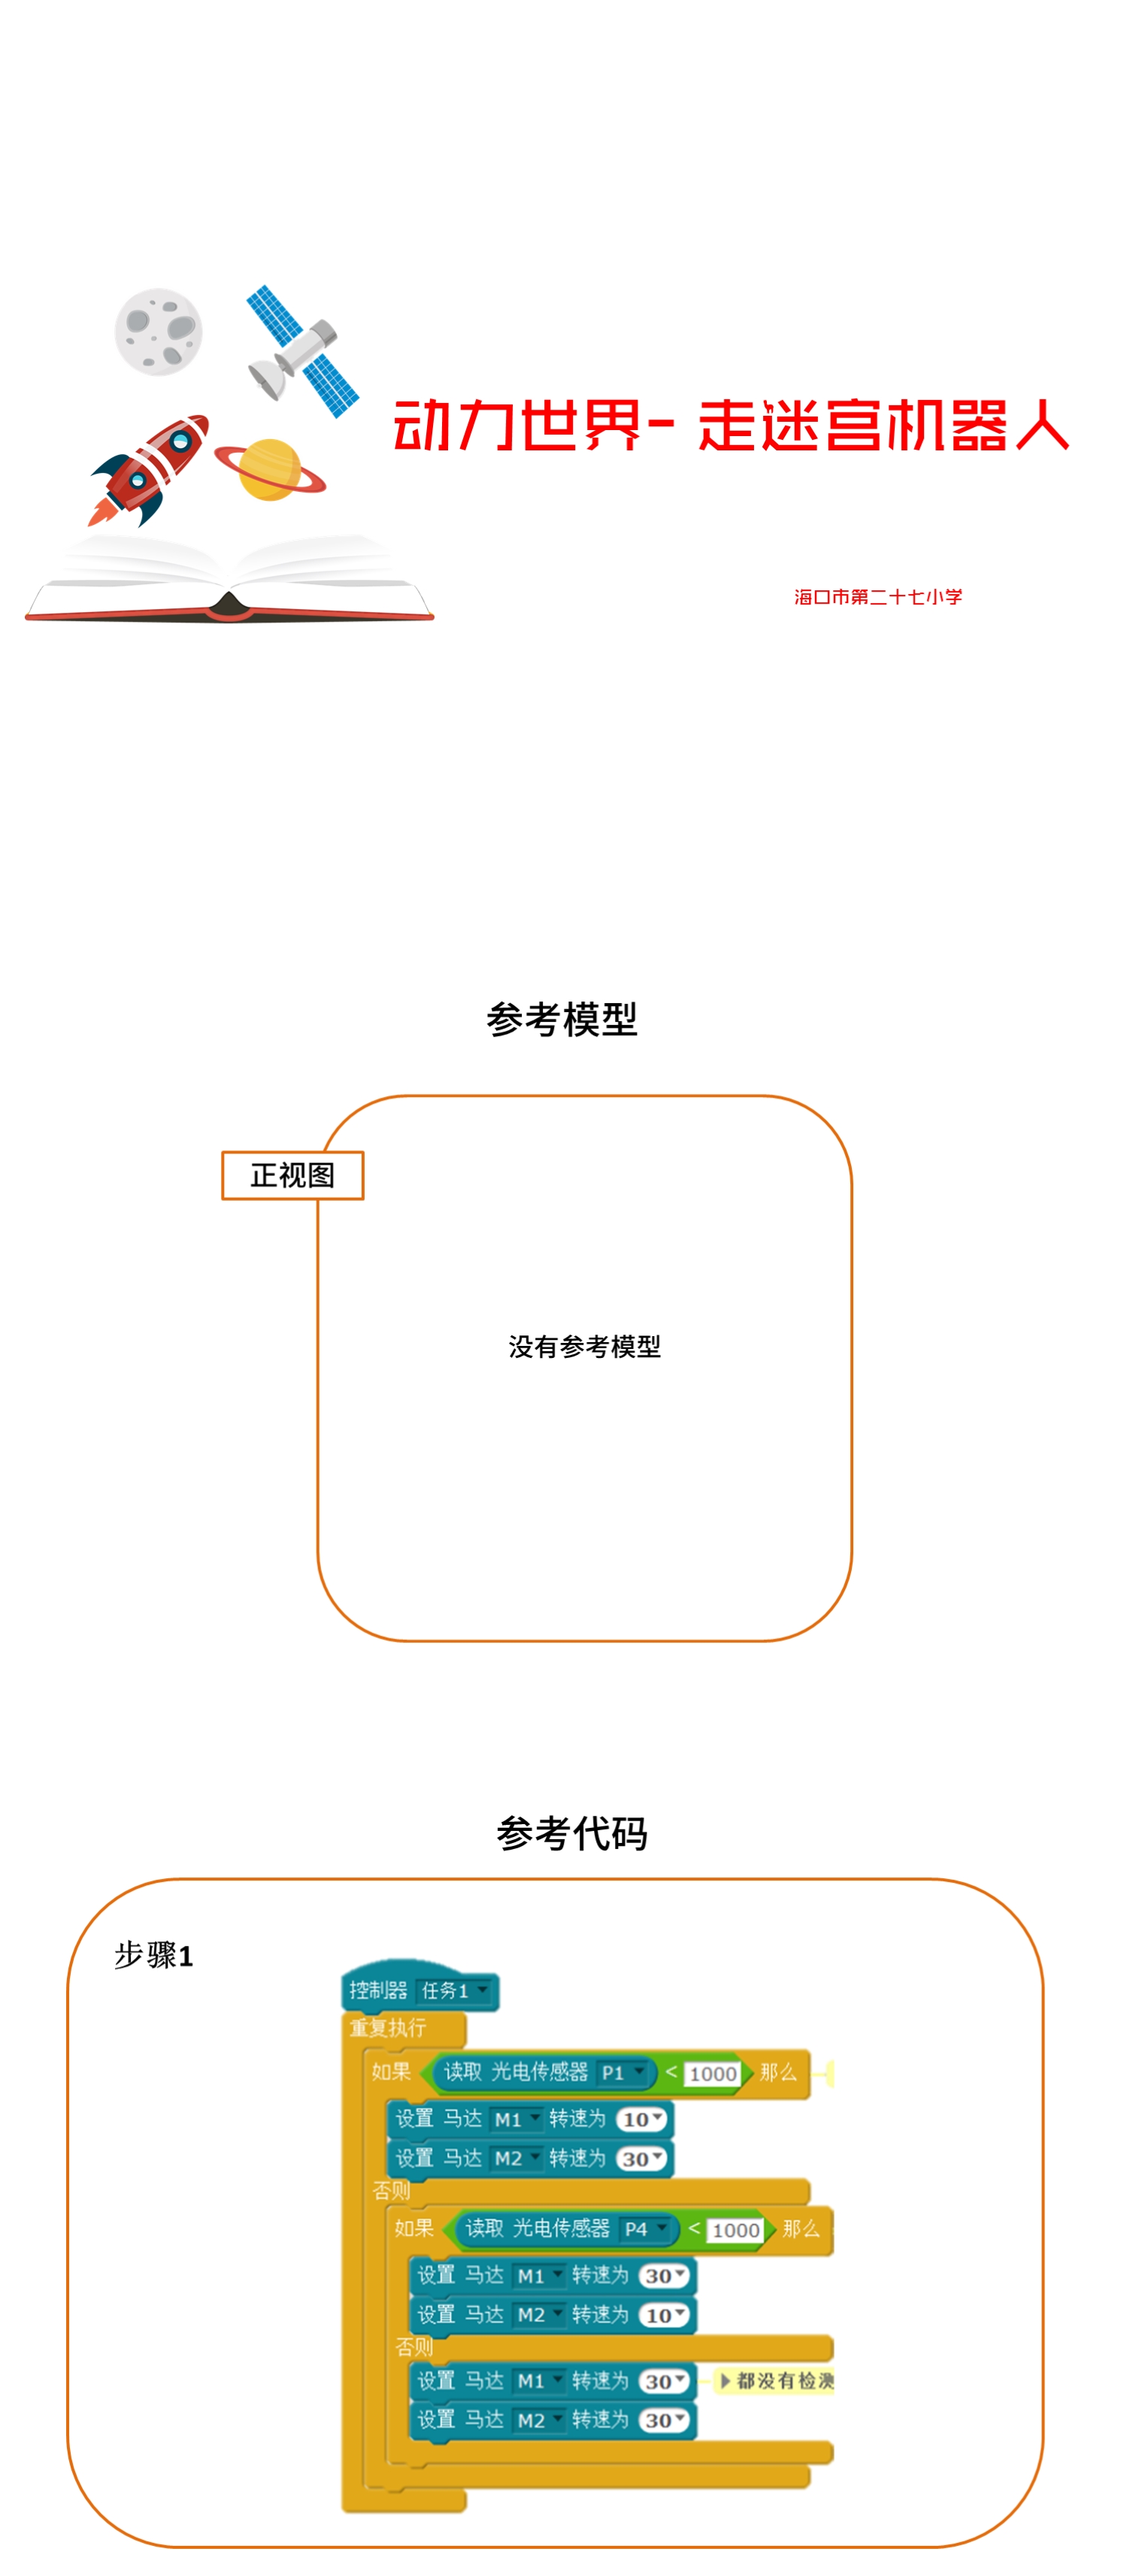 动力世界- 走迷宫机器人
海口市第二十七小学
参考模型
正视图
没有参考模型
参考代码
步骤1
控制器 任务1
重复执行
如果 读取 光电传感器 P1 < 1000 那么
设置 马达 M1 转速为 10
设置 马达 M2 转速为 30
否则
如果 读取 光电传感器 P4 < 1000 那么
设置 马达 M1 转速为 30
设置 马达 M2 转速为 10
否则
设置 马达 M1 转速为 30 都没有检测
设置 马达 M2 转速为 30